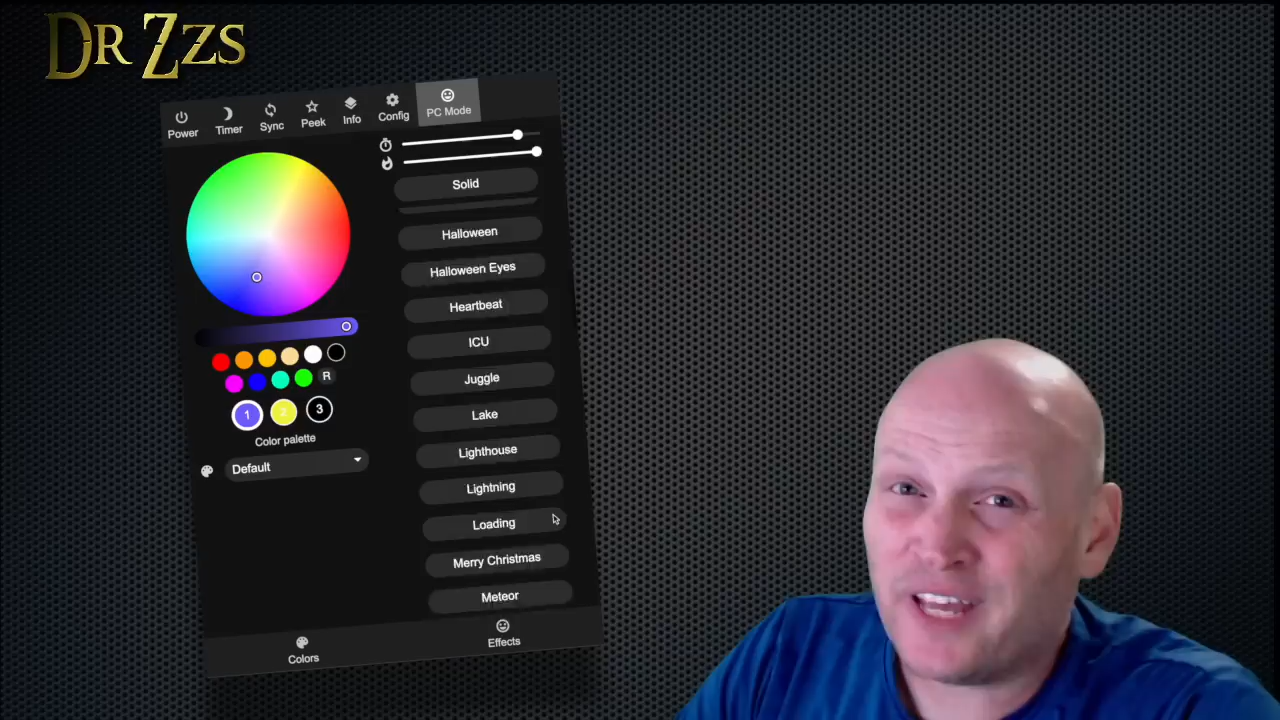 DR ZZS
Power
Timer
Sync
Peek
Info
Config
PC Mode
Solid
Halloween
Halloween Eyes
Heartbeat
ICU
Juggle
Lake
Lighthouse
Lightning
Loading
Merry Christmas
Meteor
R
1 2 3
Color palette
Default
Colors
Effects